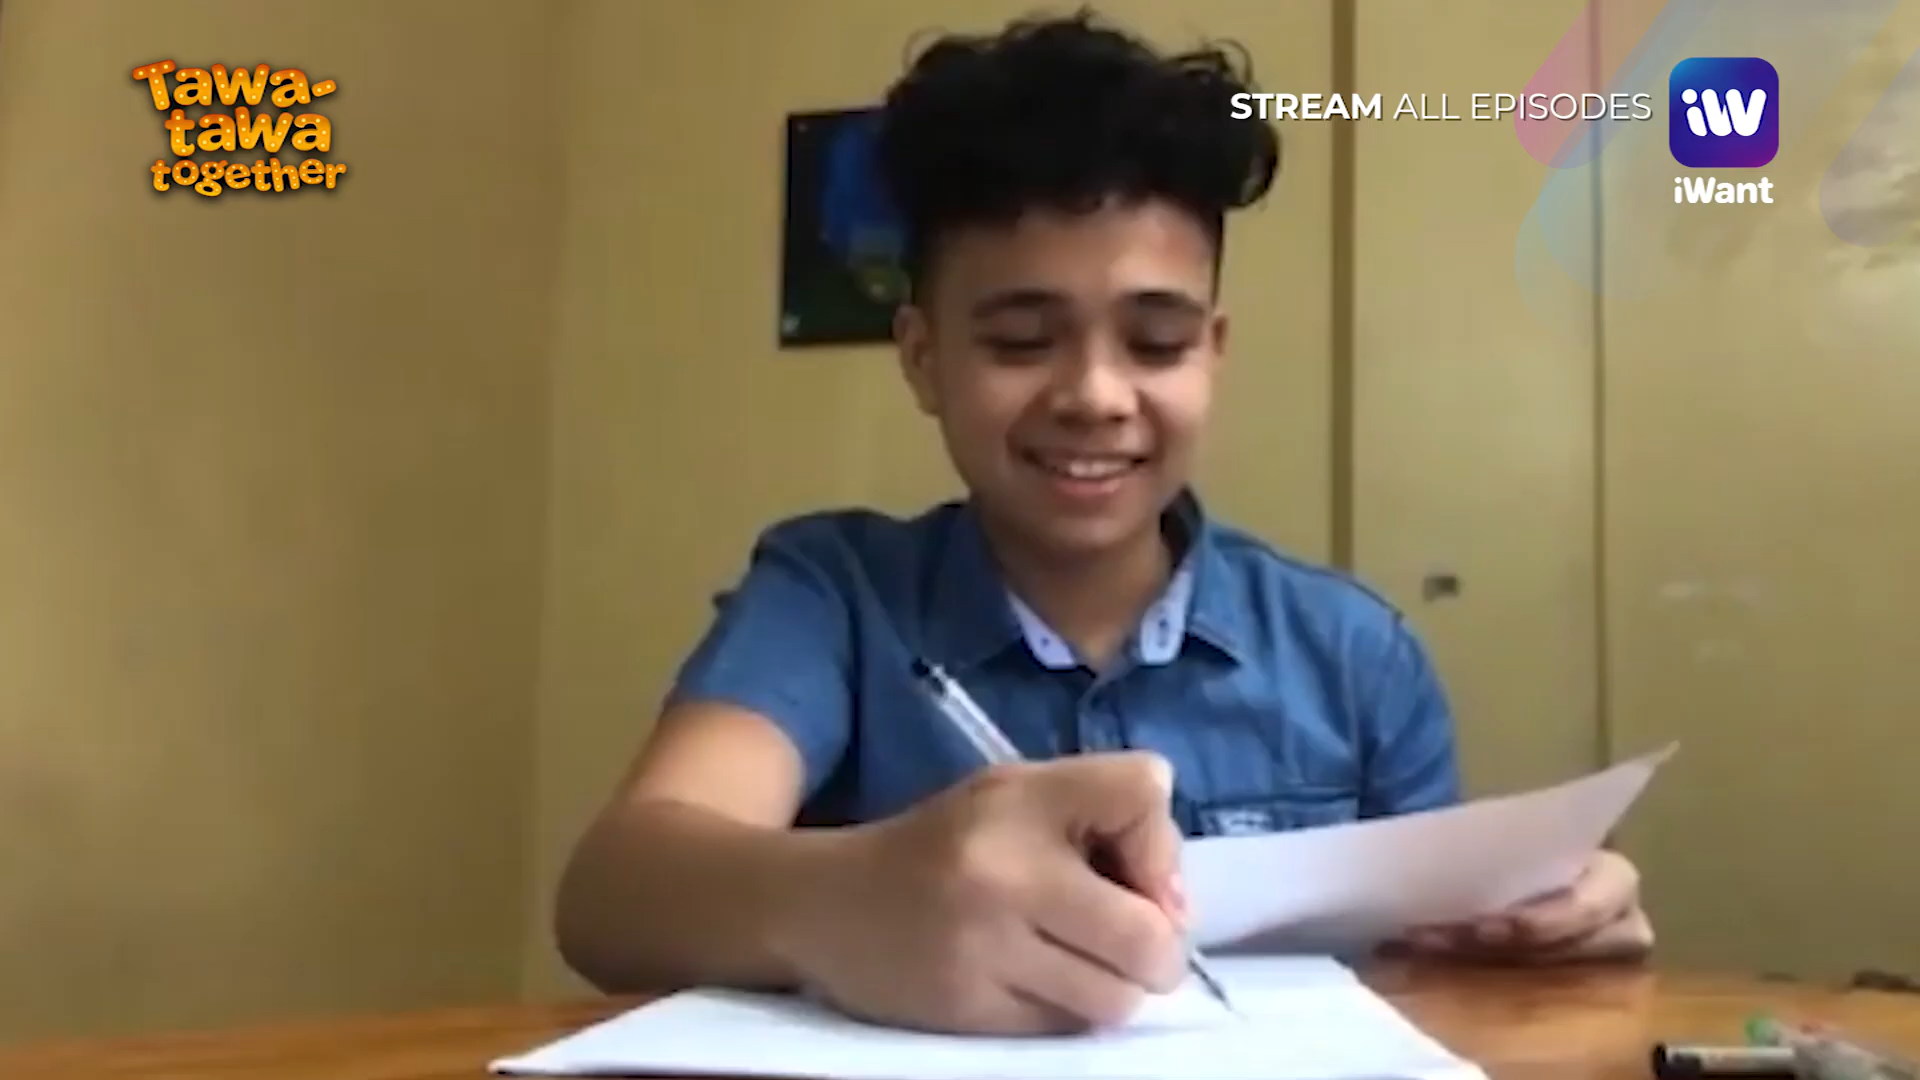 Tawa-
tawa
together
STREAM ALL EPISODES
iW
iWant